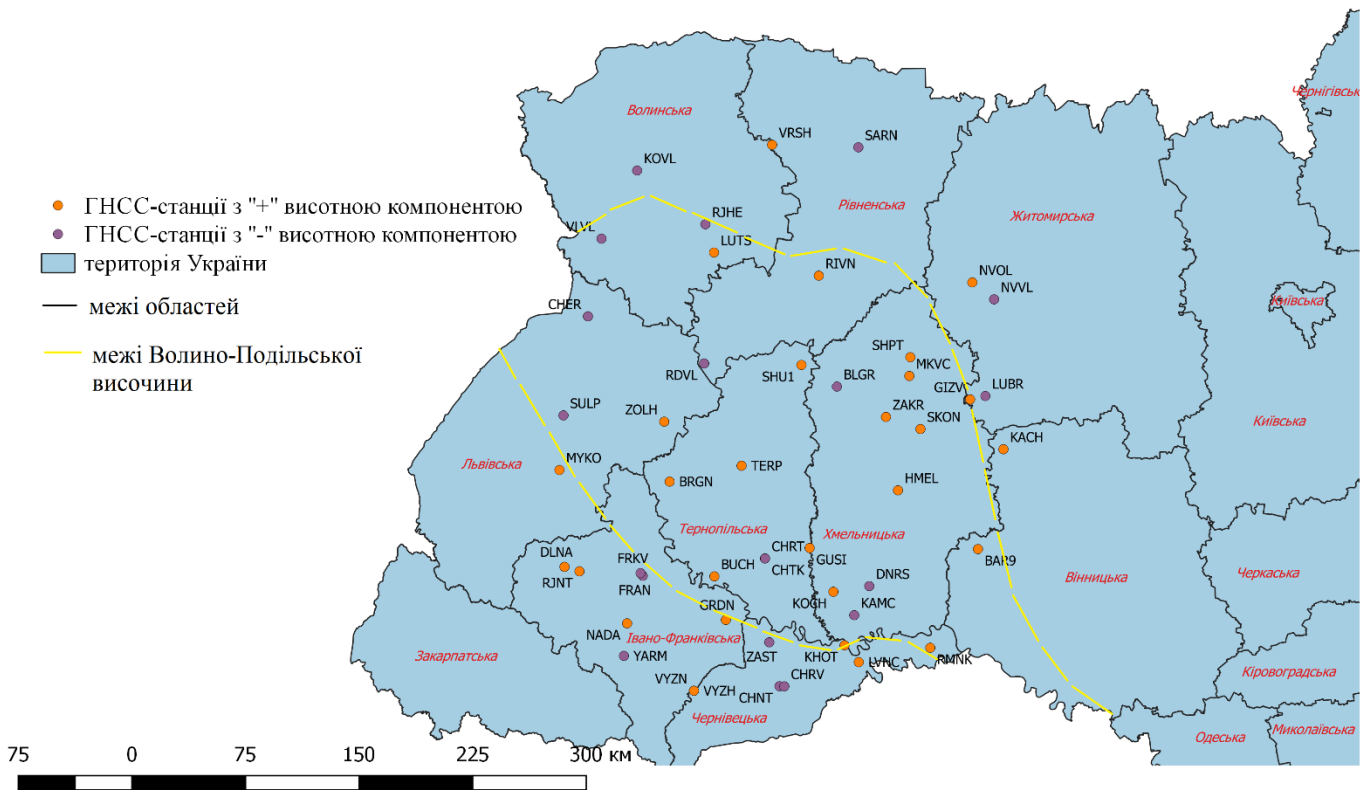 Чернігівськ
Волинська
VRSH
SARN
KOVL
ГНСС-станції з "+" висотною компонентою
RJHE
Рівненська
Житомирська
VLVL
ГНСС-станції з "-" висотною компонентою
LUTS
територія України
RIVN
NVOL
NVVL
Київська
CHER
межі областей
межі Волино-Подільської
височини
SHPT
MKVC
RDVL
SHU1
BLGR
GIZV
LUBR
SULP
ZOLH
ZAKR
SKON
Київська
KACH
Львівська
MYKO
TERP
BRGN
HMEL
Тернопільська
Хмельницька
DLNA
FRKV
CHRT
GUSI
BAR9
RJNT
FRAN
BUCH
CHTK
DNRS
Вінницька
Черкаська
GRDN
KOCH
KAMC
NADA
Івано-Франківська
Закарпатська
YARM
ZAST
KHOT
LVNC
RMNK
VYZN
VYZH
CHNT
CHRV
Кіровоградська
Чернівецька
Одеська
Миколаївська
75
0
75
150
225
300 км